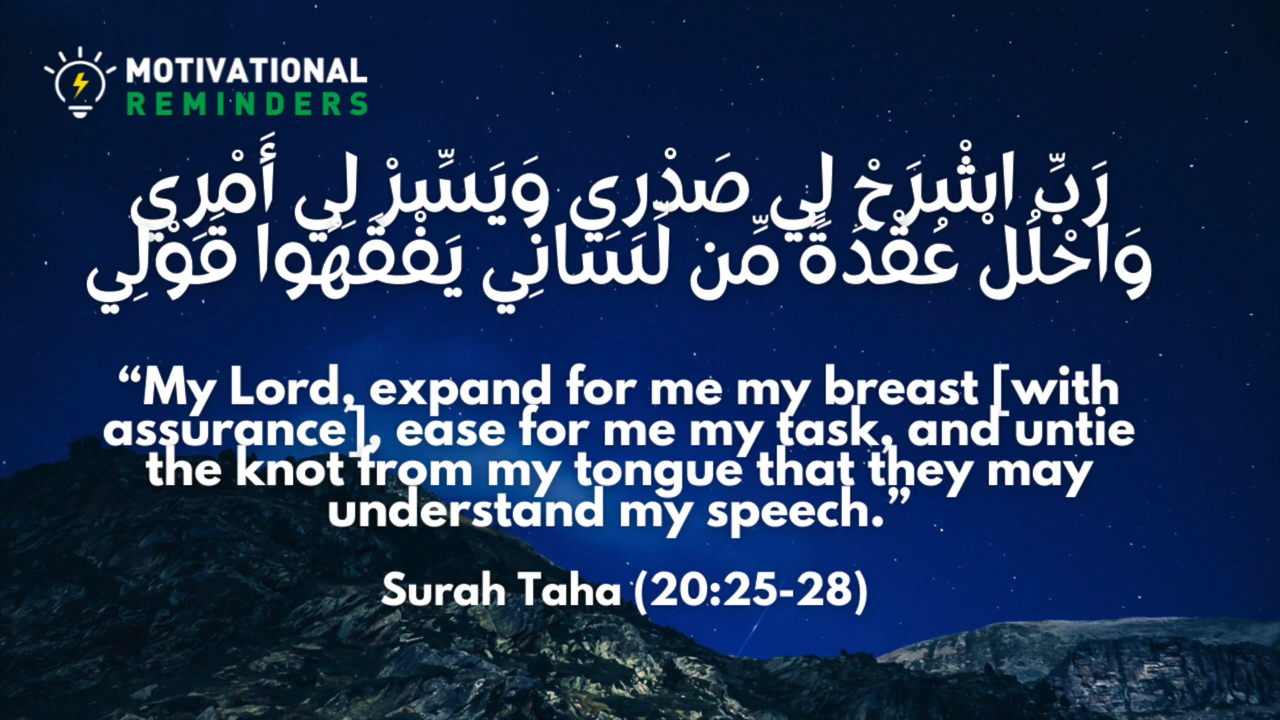 MOTIVATIONAL
REMINDERS
رَبِّ اشْرَحْ لِي صَدْرِي وَيَسِّرْ لِي أَمْرِي
وَاحْلُلْ عُقْدَةً مِّن لِّسَانِي يَفْقَهُوا قَوْلِي
“My Lord, expand for me my breast [with
assurance], ease for me my task, and untie
the knot from my tongue that they may
understand my speech.”
Surah Taha (20:25-28)